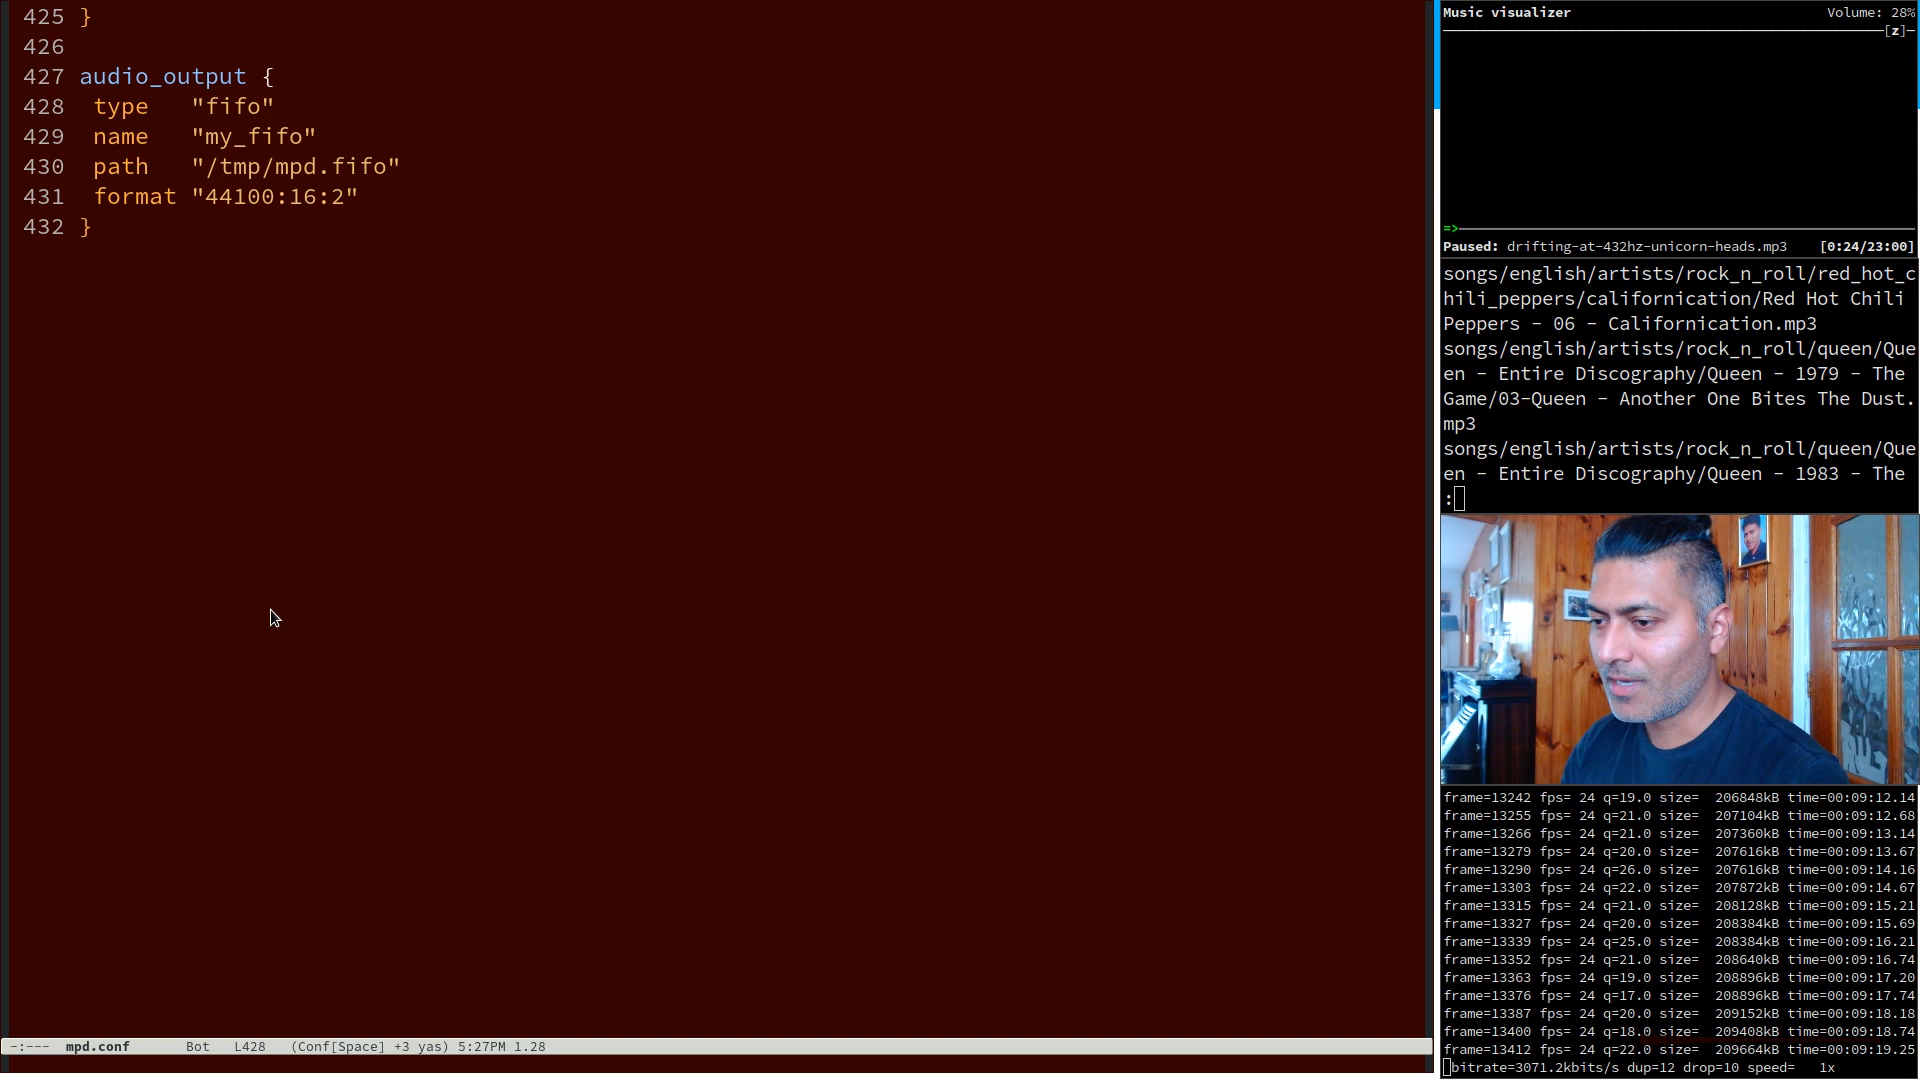 425 }
426
427 audio_output {
428  type   "fifo"
429  name   "my_fifo"
430  path   "/tmp/mpd.fifo"
431  format "44100:16:2"
432 }
-:---  mpd.conf       Bot   L428   (Conf[Space] +3 yas) 5:27PM 1.28
Music visualizer Volume: 28%
[z]
=>
Paused: drifting-at-432hz-unicorn-heads.mp3 [0:24/23:00]
songs/english/artists/rock_n_roll/red_hot_c
hili_peppers/californication/Red Hot Chili
Peppers - 06 - Californication.mp3
songs/english/artists/rock_n_roll/queen/Que
en - Entire Discography/Queen - 1979 - The
Game/03-Queen - Another One Bites The Dust.
mp3
songs/english/artists/rock_n_roll/queen/Que
en - Entire Discography/Queen - 1983 - The
:
frame=13242 fps= 24 q=19.0 size=  206848kB time=00:09:12.14
frame=13255 fps= 24 q=21.0 size=  207104kB time=00:09:12.68
frame=13266 fps= 24 q=21.0 size=  207360kB time=00:09:13.14
frame=13279 fps= 24 q=20.0 size=  207616kB time=00:09:13.67
frame=13290 fps= 24 q=26.0 size=  207616kB time=00:09:14.16
frame=13303 fps= 24 q=22.0 size=  207872kB time=00:09:14.67
frame=13315 fps= 24 q=21.0 size=  208128kB time=00:09:15.21
frame=13327 fps= 24 q=20.0 size=  208384kB time=00:09:15.69
frame=13339 fps= 24 q=25.0 size=  208384kB time=00:09:16.21
frame=13352 fps= 24 q=21.0 size=  208640kB time=00:09:16.74
frame=13363 fps= 24 q=19.0 size=  208896kB time=00:09:17.20
frame=13376 fps= 24 q=17.0 size=  208896kB time=00:09:17.74
frame=13387 fps= 24 q=20.0 size=  209152kB time=00:09:18.18
frame=13400 fps= 24 q=18.0 size=  209408kB time=00:09:18.74
frame=13412 fps= 24 q=22.0 size=  209664kB time=00:09:19.25
bitrate=3071.2kbits/s dup=12 drop=10 speed=   1x